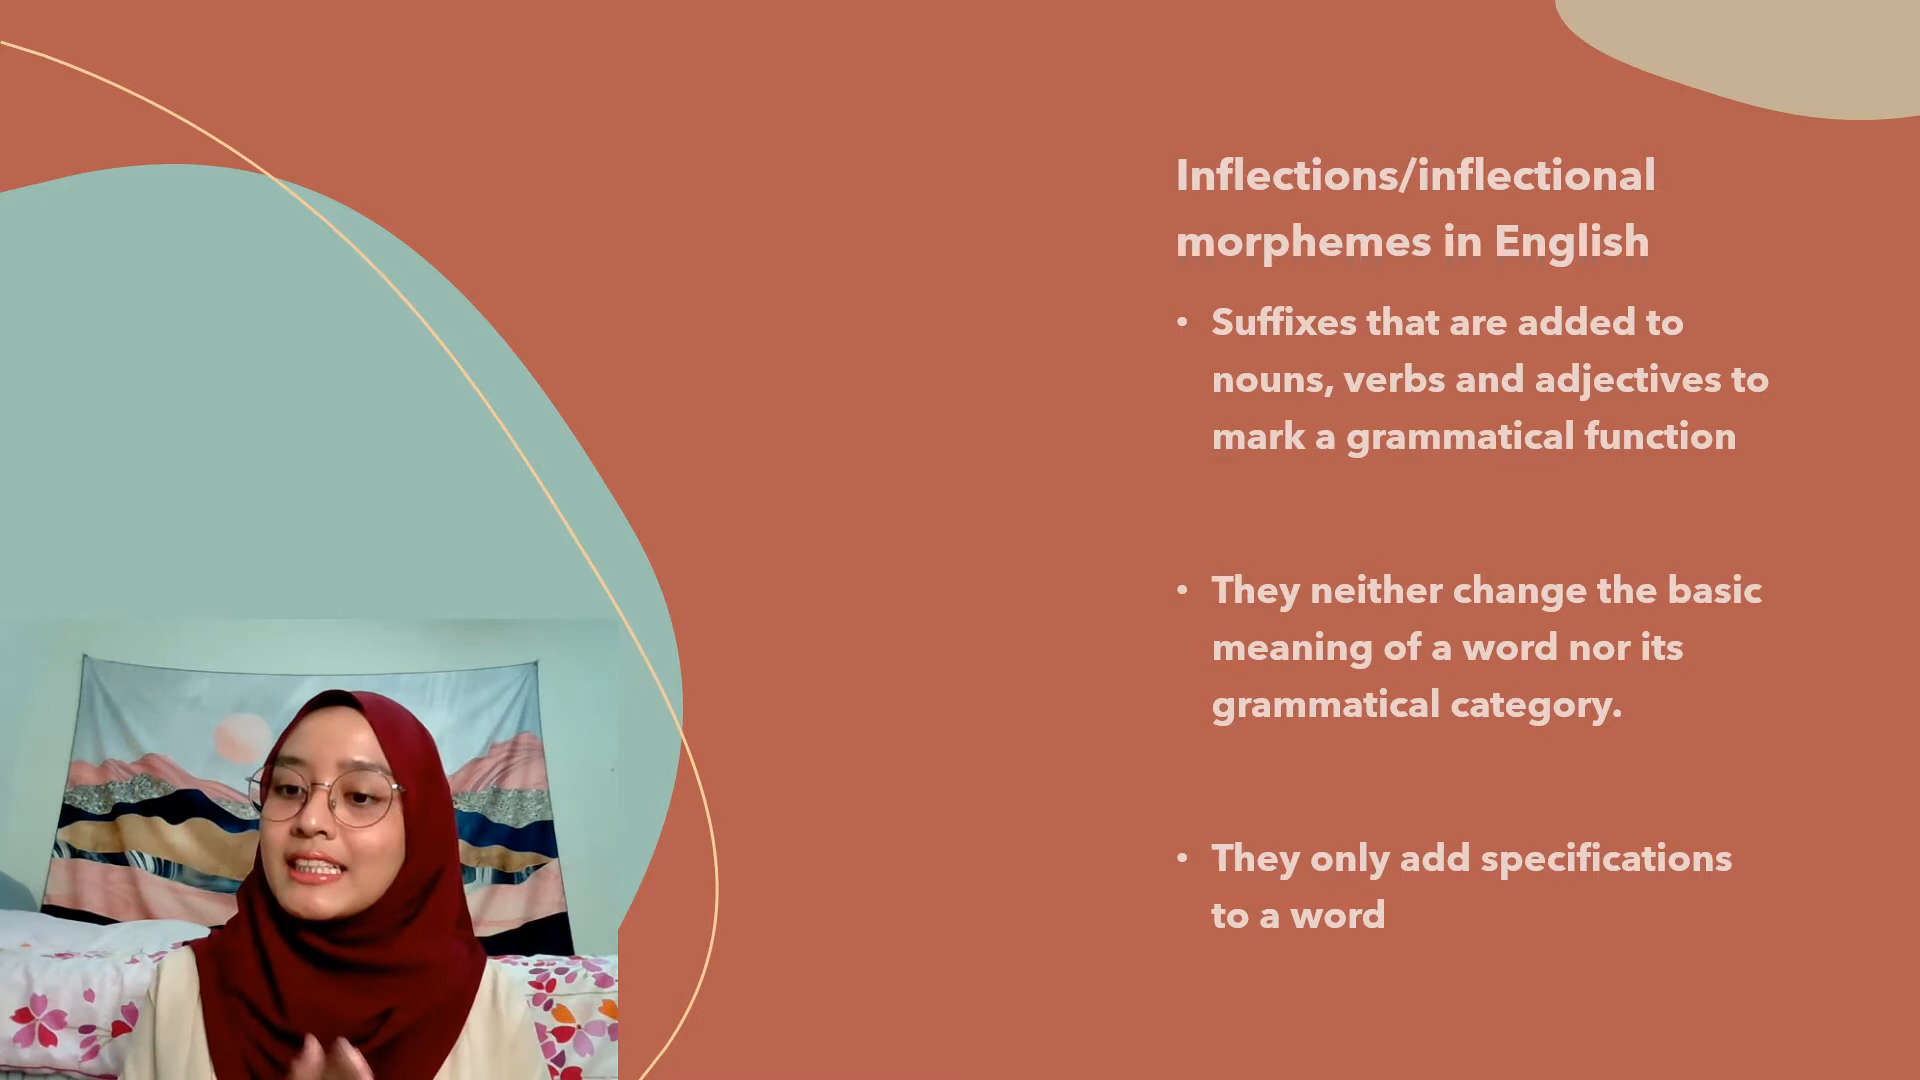 Inflections/inflectional
morphemes in English
• Suffixes that are added to
nouns, verbs and adjectives to
mark a grammatical function
• They neither change the basic
meaning of a word nor its
grammatical category.
• They only add specifications
to a word